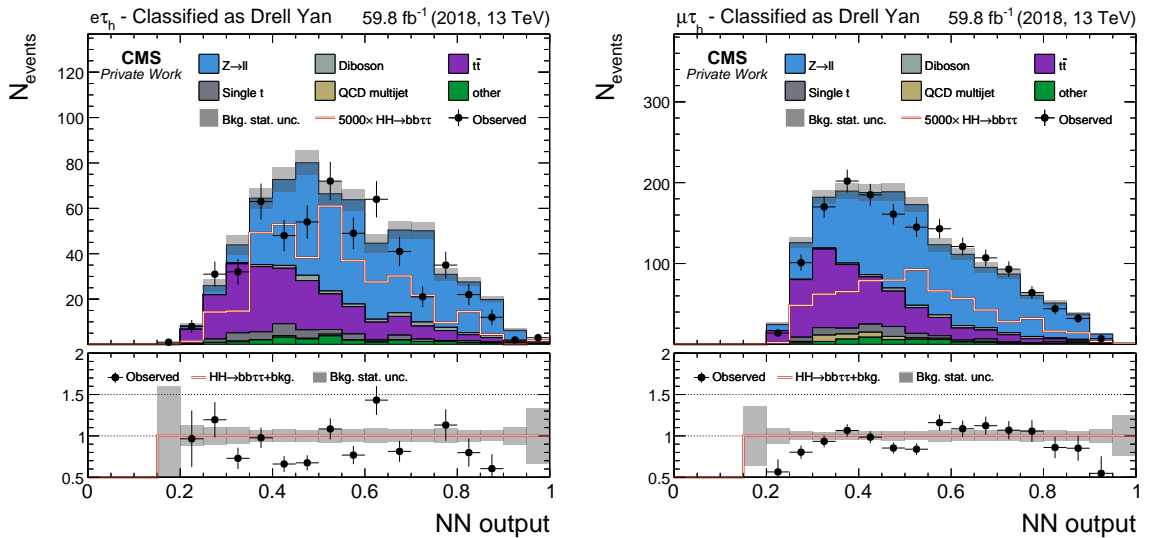 eτh - Classified as Drell Yan 59.8 fb-1 (2018, 13 TeV)
Nevents
CMS
Private Work
Z→ll Diboson tt̄
Single t QCD multijet other
Bkg. stat. unc. 5000× HH→bbττ Observed
120
100
80
60
40
20
2
Observed HH→bbττ+bkg. Bkg. stat. unc.
1.5
1
0.5
0 0.2 0.4 0.6 0.8 1
NN output
μτh - Classified as Drell Yan 59.8 fb-1 (2018, 13 TeV)
Nevents
CMS
Private Work
Z→ll Diboson tt̄
Single t QCD multijet other
Bkg. stat. unc. 5000× HH→bbττ Observed
300
200
100
2
Observed HH→bbττ+bkg. Bkg. stat. unc.
1.5
1
0.5
0 0.2 0.4 0.6 0.8 1
NN output